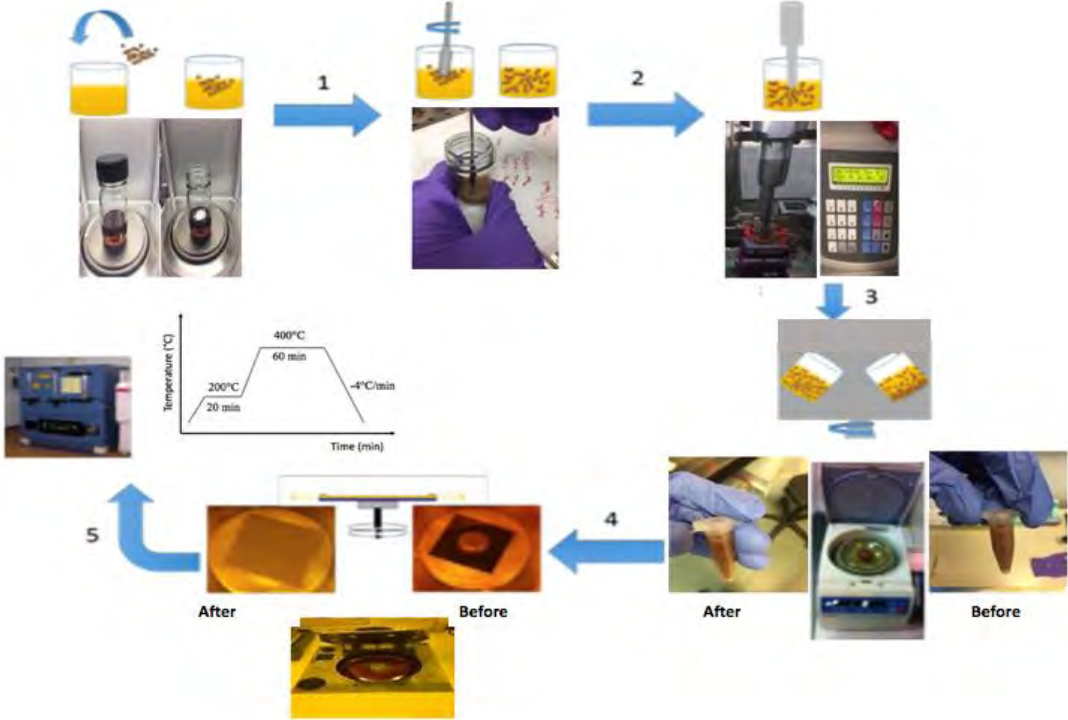 1
2
3
400°C
60 min
Temperature (°C)
200°C
20 min
-4°C/min
Time (min)
4
5
After
Before
After
Before